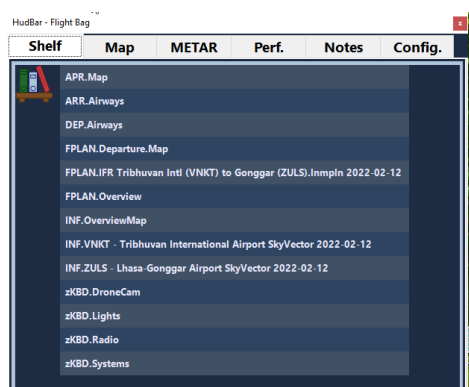 HudBar - Flight Bag
x
Shelf Map METAR Perf. Notes Config.
APR.Map
ARR.Airways
DEP.Airways
FPLAN.Departure.Map
FPLAN.IFR Tribhuvan Intl (VNKT) to Gonggar (ZULS).InmpIn 2022-02-12
FPLAN.Overview
INF.OverviewMap
INF.VNKT - Tribhuvan International Airport SkyVector 2022-02-12
INF.ZULS - Lhasa-Gonggar Airport SkyVector 2022-02-12
zKBD.DroneCam
zKBD.Lights
zKBD.Radio
zKBD.Systems